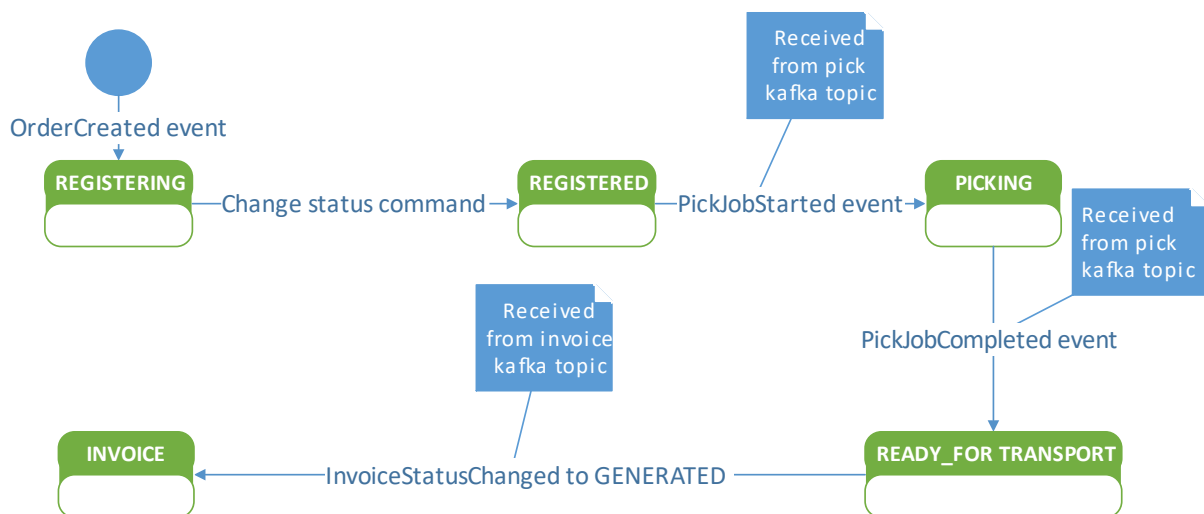 Received
from pick
kafka topic
OrderCreated event
REGISTERING
Change status command
REGISTERED
PickJobStarted event
PICKING
Received
from pick
kafka topic
PickJobCompleted event
Received
from invoice
kafka topic
INVOICE
InvoiceStatusChanged to GENERATED
READY_FOR TRANSPORT